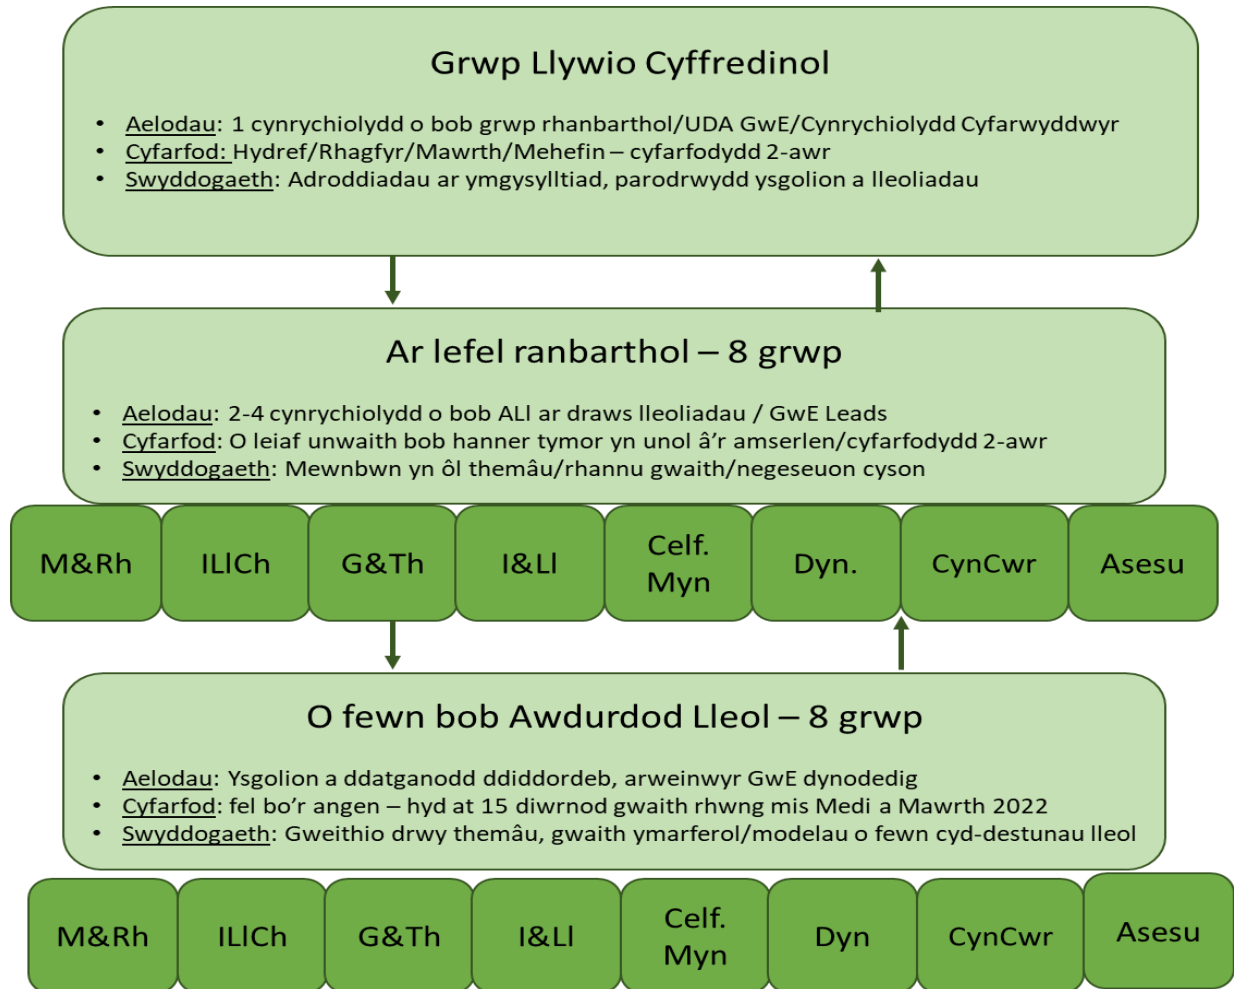 Grwp Llywio Cyffredinol
• Aelodau: 1 cynrychiolydd o bob grwp rhanbarthol/UDA GwE/Cynrychiolydd Cyfarwyddwyr
• Cyfarfod: Hydref/Rhagfyr/Mawrth/Mehefin – cyfarfodydd 2-awr
• Swyddogaeth: Adroddiadau ar ymgysylltiad, parodrwydd ysgolion a lleoliadau
Ar lefel ranbarthol – 8 grwp
• Aelodau: 2-4 cynrychiolydd o bob ALl ar draws lleoliadau / GwE Leads
• Cyfarfod: O leiaf unwaith bob hanner tymor yn unol â’r amserlen/cyfarfodydd 2-awr
• Swyddogaeth: Mewnbwn yn ôl themâu/rhannu gwaith/negeseuon cyson
M&Rh
ILlCh
G&Th
I&Ll
Celf.
Myn
Dyn.
CynCwr
Asesu
O fewn bob Awdurdod Lleol – 8 grwp
• Aelodau: Ysgolion a ddatganodd ddiddordeb, arweinwyr GwE dynodedig
• Cyfarfod: fel bo’r angen – hyd at 15 diwrnod gwaith rhwng mis Medi a Mawrth 2022
• Swyddogaeth: Gweithio drwy themâu, gwaith ymarferol/modelau o fewn cyd-destunau lleol
M&Rh
ILlCh
G&Th
I&Ll
Celf.
Myn
Dyn
CynCwr
Asesu